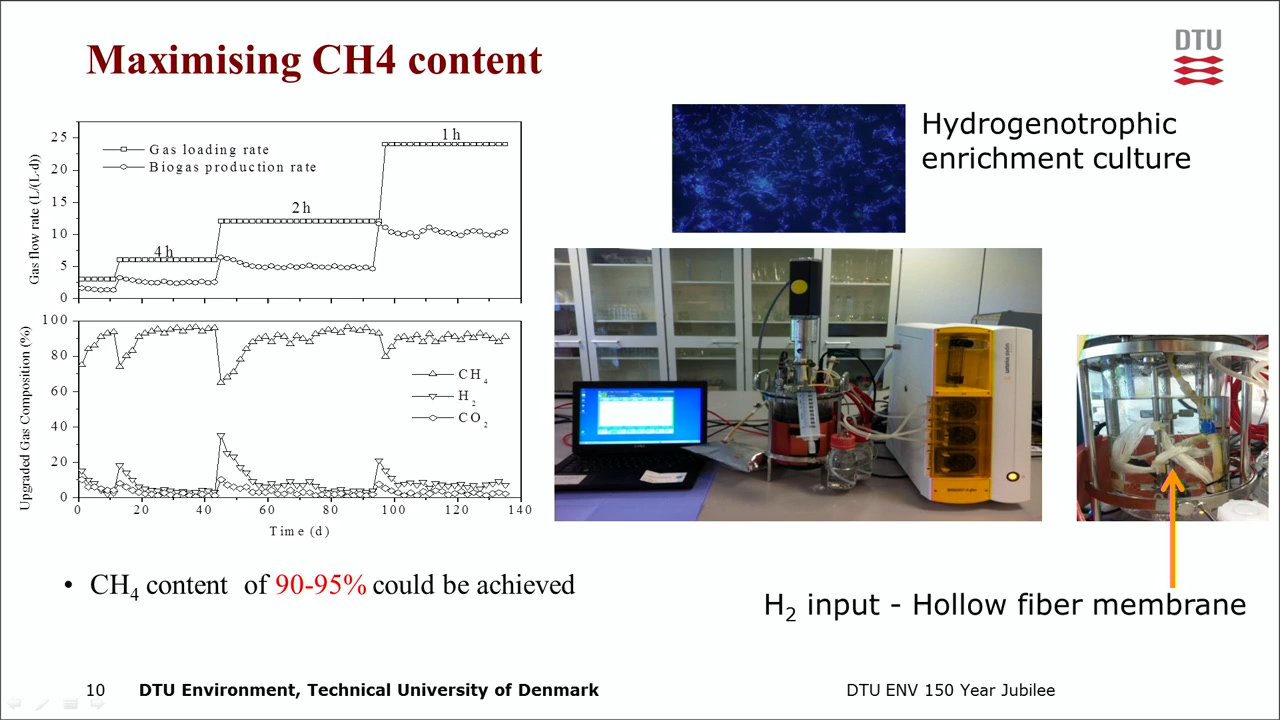 Maximising CH4 content
DTU
Hydrogenotrophic
enrichment culture
Gas flow rate (L/(L·d))
25
20
15
10
5
0
Gas loading rate
Biogas production rate
4h
2h
1h
Upgraded Gas Composition (%)
100
80
60
40
20
0
CH4
H2
CO2
0 20 40 60 80 100 120 140
Time (d)
• CH4 content of 90-95% could be achieved
H2 input - Hollow fiber membrane
10 DTU Environment, Technical University of Denmark
DTU ENV 150 Year Jubilee